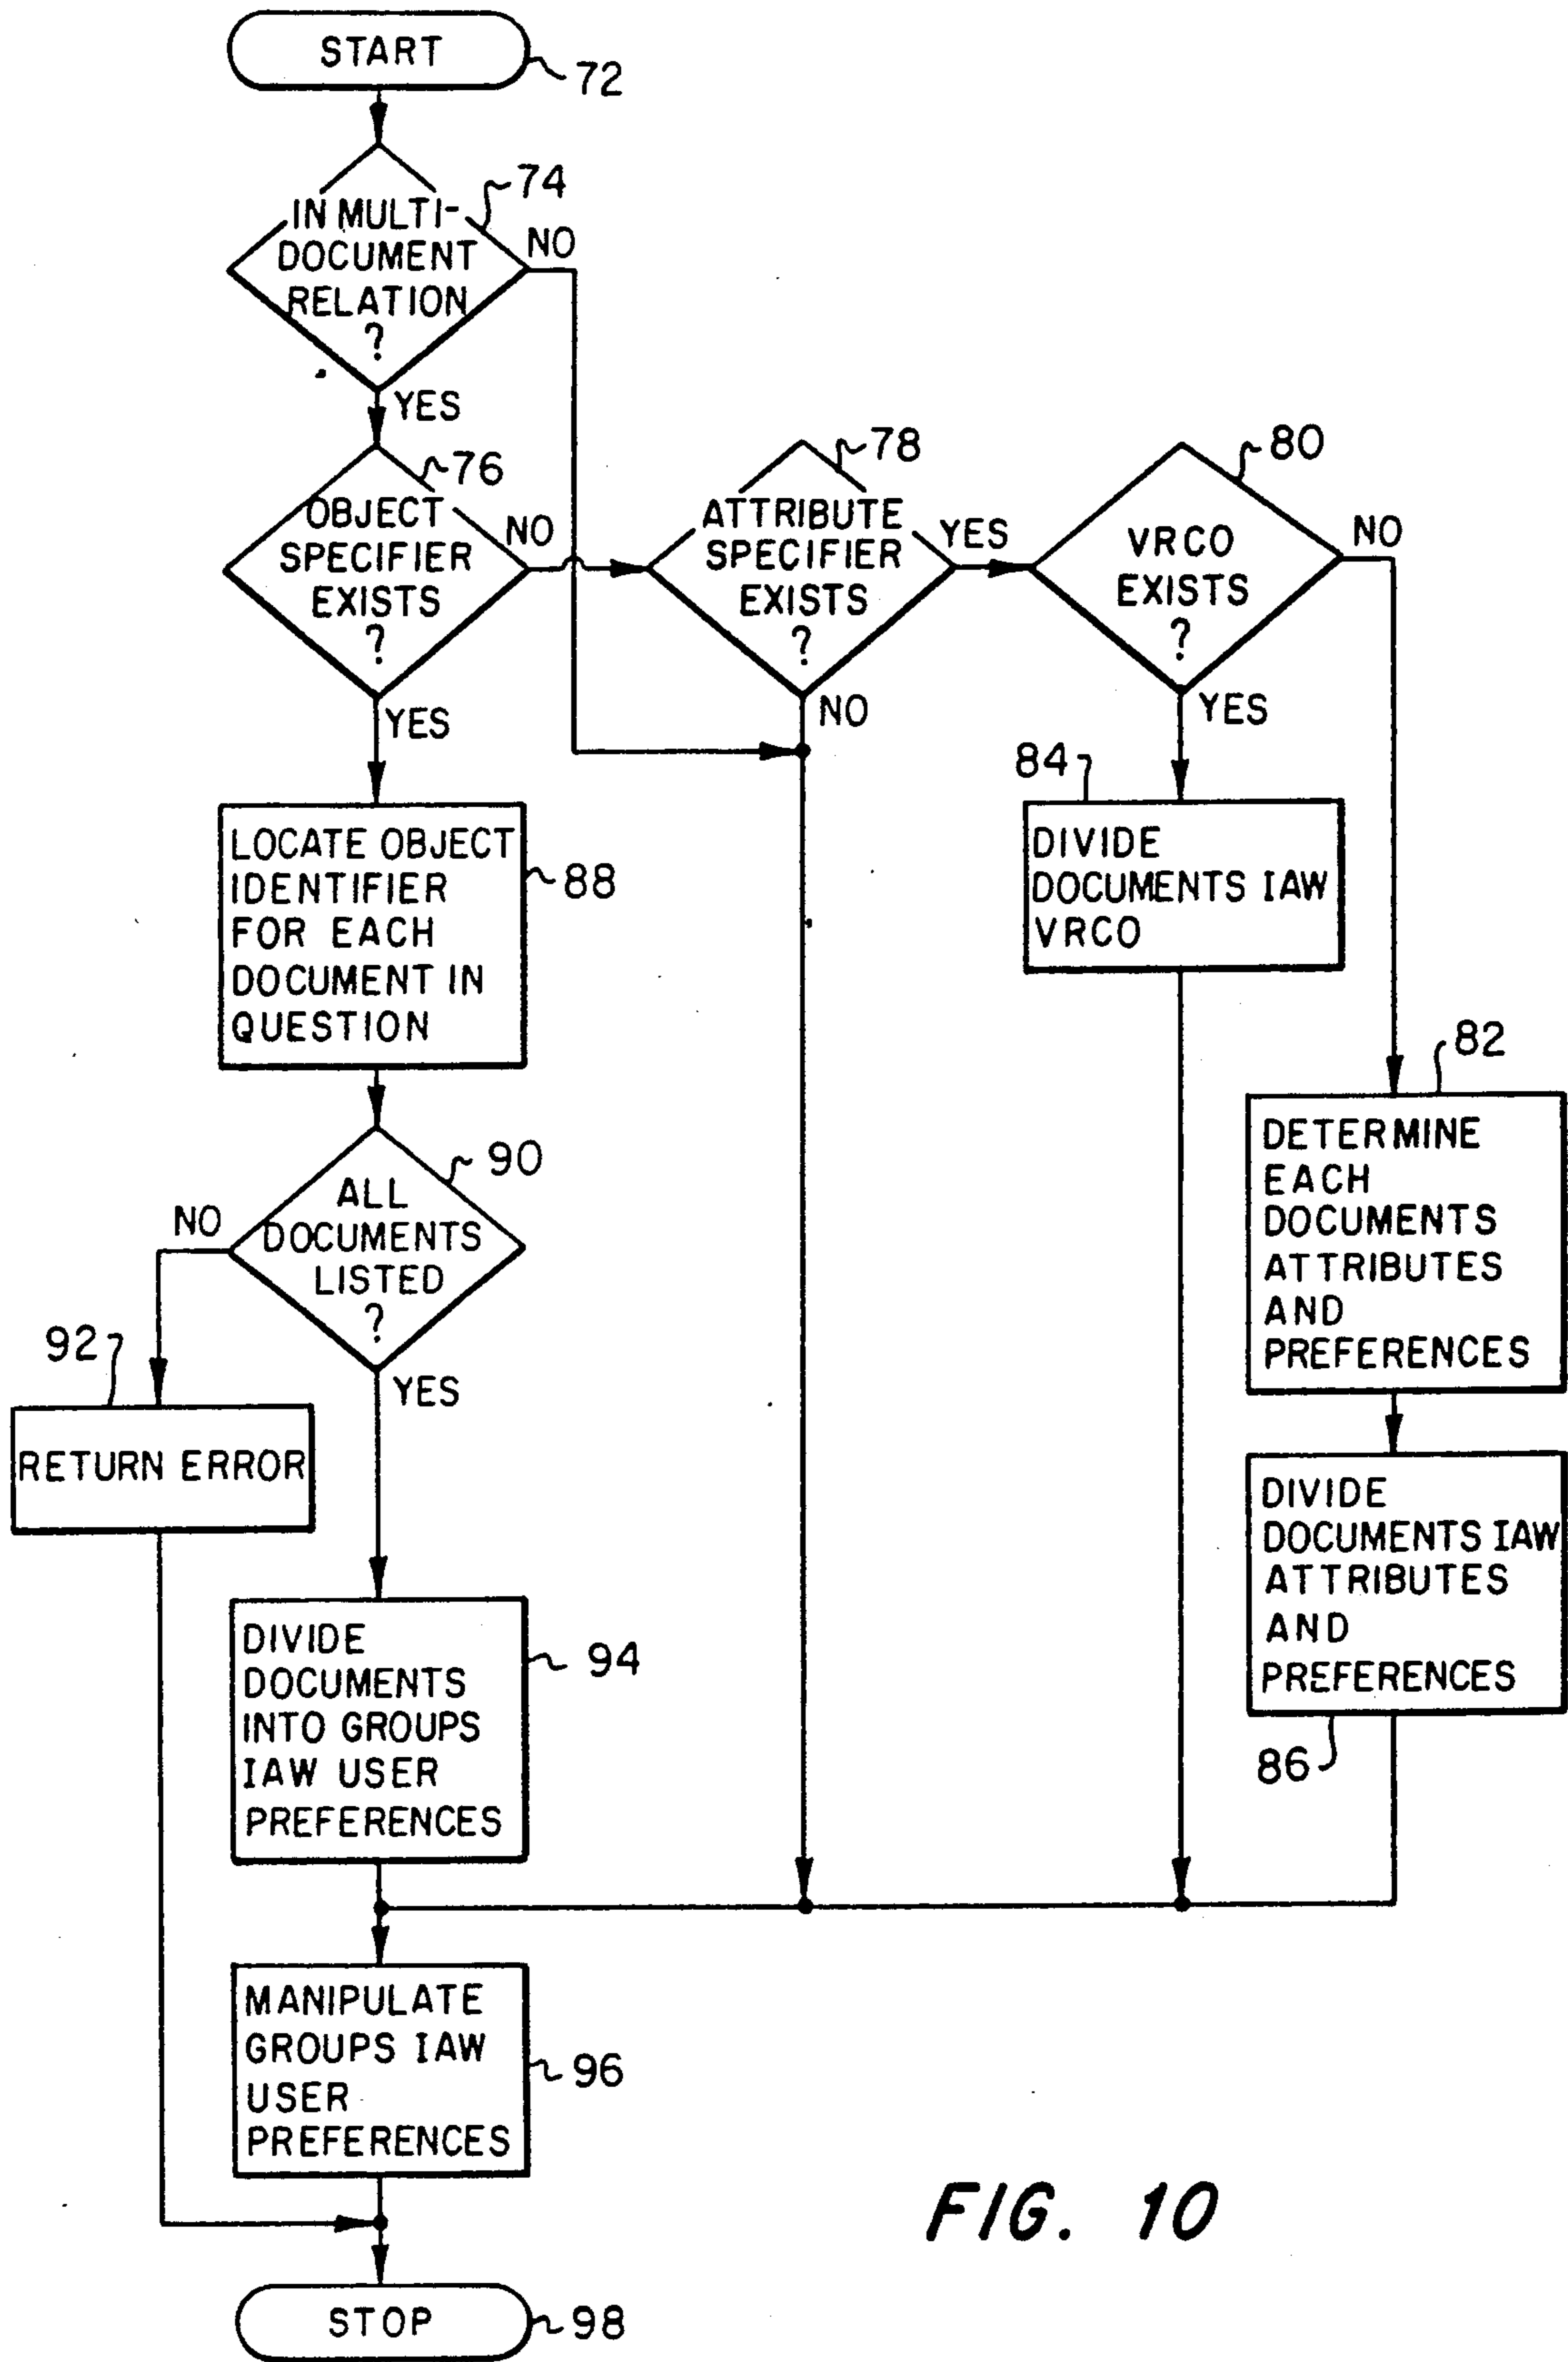 START
72
IN MULTI-
DOCUMENT
RELATION
?
74
NO
YES
OBJECT
SPECIFIER
EXISTS
?
76
NO
YES
ATTRIBUTE
SPECIFIER
EXISTS
?
78
YES
NO
VRCO
EXISTS
?
80
NO
YES
84
DIVIDE
DOCUMENTS IAW
VRCO
LOCATE OBJECT
IDENTIFIER
FOR EACH
DOCUMENT IN
QUESTION
88
82
DETERMINE
EACH
DOCUMENTS
ATTRIBUTES
AND
PREFERENCES
ALL
DOCUMENTS
LISTED
?
90
NO
YES
92
RETURN ERROR
DIVIDE
DOCUMENTS IAW
ATTRIBUTES
AND
PREFERENCES
86
DIVIDE
DOCUMENTS
INTO GROUPS
IAW USER
PREFERENCES
94
MANIPULATE
GROUPS IAW
USER
PREFERENCES
96
STOP
98
FIG. 10